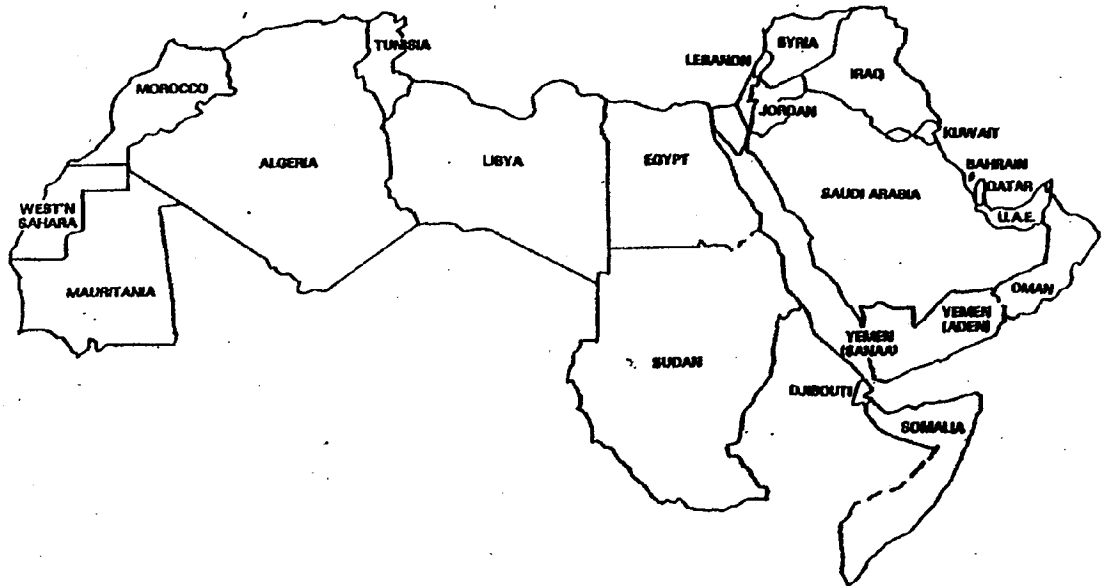 TUNISIA
SYRIA
LEBANON
IRAQ
MOROCCO
JORDAN
KUWAIT
ALGERIA
LIBYA
EGYPT
BAHRAIN
QATAR
SAUDI ARABIA
WEST'N
SAHARA
U.A.E.
MAURITANIA
OMAN
YEMEN
(ADEN)
YEMEN
(SANAA)
SUDAN
DJIBOUTI
SOMALIA